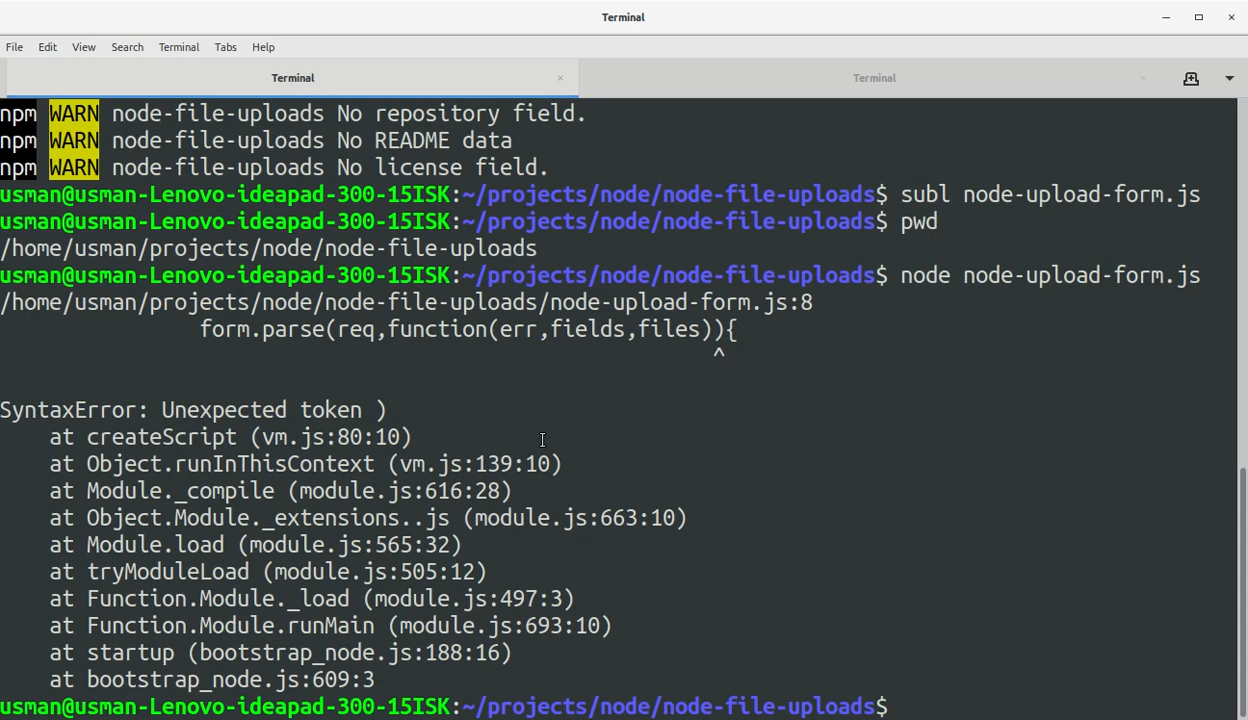 Terminal
File Edit View Search Terminal Tabs Help
Terminal × Terminal ×
npm WARN node-file-uploads No repository field.
npm WARN node-file-uploads No README data
npm WARN node-file-uploads No license field.
usman@usman-Lenovo-ideapad-300-15ISK:~/projects/node/node-file-uploads$ subl node-upload-form.js
usman@usman-Lenovo-ideapad-300-15ISK:~/projects/node/node-file-uploads$ pwd
/home/usman/projects/node/node-file-uploads
usman@usman-Lenovo-ideapad-300-15ISK:~/projects/node/node-file-uploads$ node node-upload-form.js
/home/usman/projects/node/node-file-uploads/node-upload-form.js:8
form.parse(req,function(err,fields,files)){
^
SyntaxError: Unexpected token )
at createScript (vm.js:80:10)
at Object.runInThisContext (vm.js:139:10)
at Module._compile (module.js:616:28)
at Object.Module._extensions..js (module.js:663:10)
at Module.load (module.js:565:32)
at tryModuleLoad (module.js:505:12)
at Function.Module._load (module.js:497:3)
at Function.Module.runMain (module.js:693:10)
at startup (bootstrap_node.js:188:16)
at bootstrap_node.js:609:3
usman@usman-Lenovo-ideapad-300-15ISK:~/projects/node/node-file-uploads$